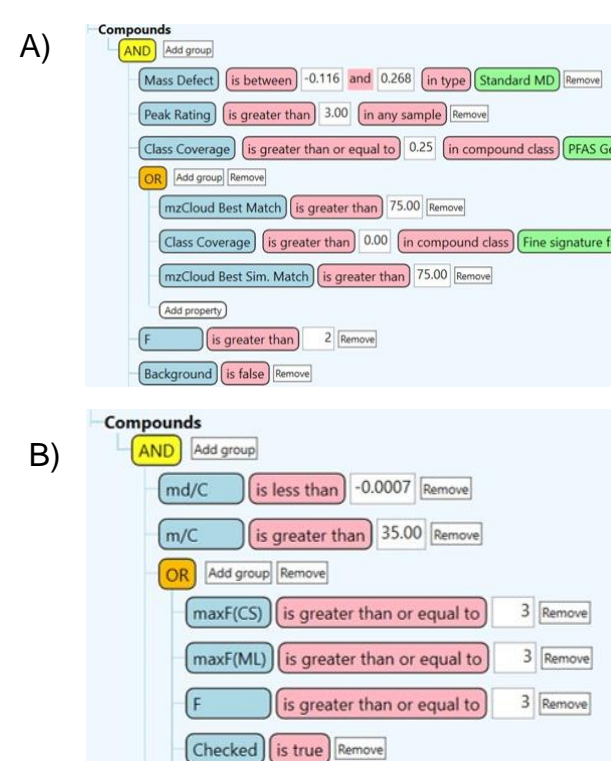 A)
Compounds
AND Add group
Mass Defect is between -0.116 and 0.268 in type Standard MD Remove
Peak Rating is greater than 3.00 in any sample Remove
Class Coverage is greater than or equal to 0.25 in compound class PFAS Ge
OR Add group Remove
mzCloud Best Match is greater than 75.00 Remove
Class Coverage is greater than 0.00 in compound class Fine signature f
mzCloud Best Sim. Match is greater than 75.00 Remove
Add property
F is greater than 2 Remove
Background is false Remove
B)
Compounds
AND Add group
md/C is less than -0.0007 Remove
m/C is greater than 35.00 Remove
OR Add group Remove
maxF(CS) is greater than or equal to 3 Remove
maxF(ML) is greater than or equal to 3 Remove
F is greater than or equal to 3 Remove
Checked is true Remove